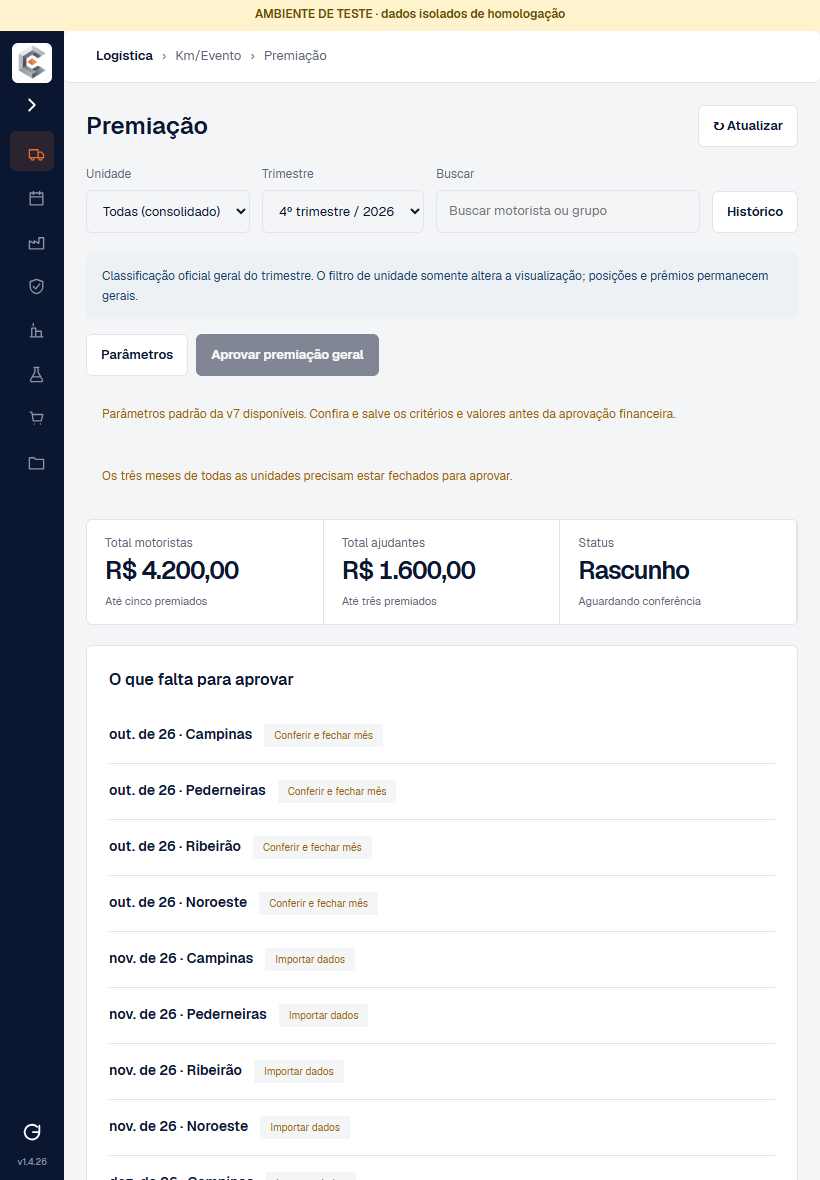 AMBIENTE DE TESTE · dados isolados de homologação
Logística › Km/Evento › Premiação
Premiação
↻ Atualizar
Unidade
Trimestre
Buscar
Todas (consolidado)
4º trimestre / 2026
Buscar motorista ou grupo
Histórico
Classificação oficial geral do trimestre. O filtro de unidade somente altera a visualização; posições e prêmios permanecem
gerais.
Parâmetros
Aprovar premiação geral
Parâmetros padrão da v7 disponíveis. Confira e salve os critérios e valores antes da aprovação financeira.
Os três meses de todas as unidades precisam estar fechados para aprovar.
Total motoristas
R$ 4.200,00
Até cinco premiados
Total ajudantes
R$ 1.600,00
Até três premiados
Status
Rascunho
Aguardando conferência
O que falta para aprovar
out. de 26 · Campinas Conferir e fechar mês
out. de 26 · Pederneiras Conferir e fechar mês
out. de 26 · Ribeirão Conferir e fechar mês
out. de 26 · Noroeste Conferir e fechar mês
nov. de 26 · Campinas Importar dados
nov. de 26 · Pederneiras Importar dados
nov. de 26 · Ribeirão Importar dados
nov. de 26 · Noroeste Importar dados
dez. de 26 · Campinas
v1.4.26